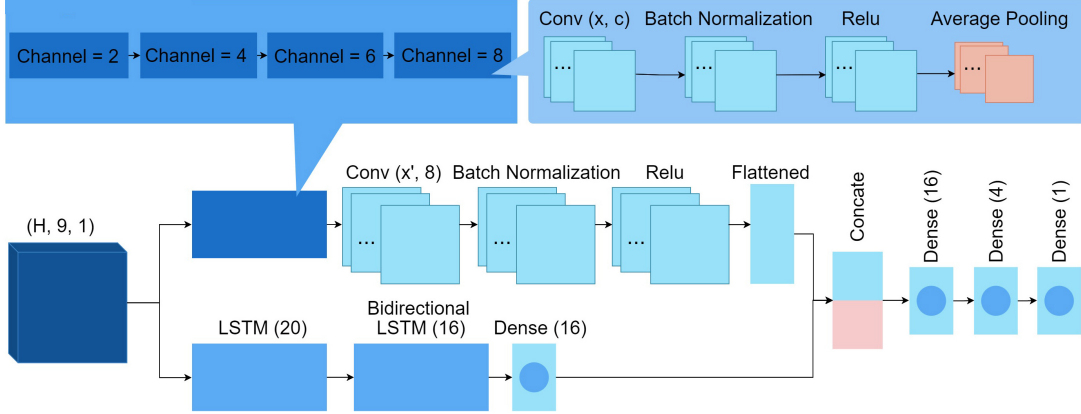 Channel = 2
Channel = 4
Channel = 6
Channel = 8
Conv (x, c)
Batch Normalization
Relu
Average Pooling
...
...
...
...
(H, 9, 1)
Conv (x', 8)
Batch Normalization
Relu
Flattened
...
...
...
Concate
Dense (16)
Dense (4)
Dense (1)
LSTM (20)
Bidirectional
LSTM (16)
Dense (16)